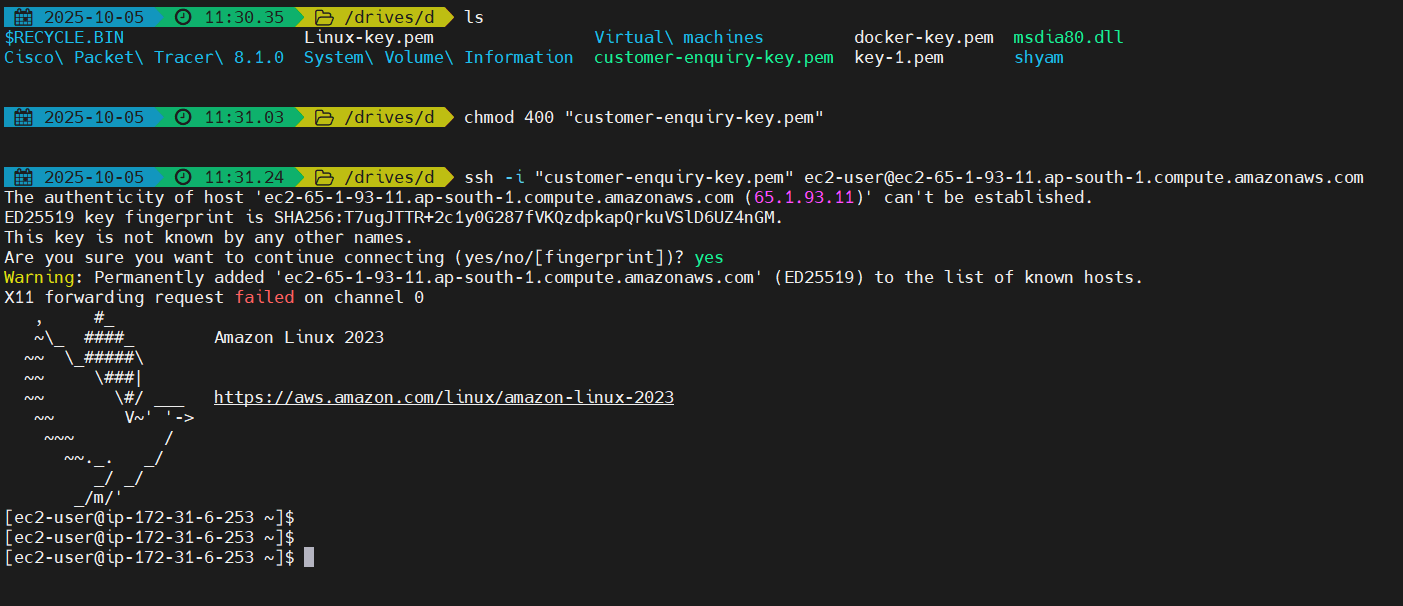 2025-10-05 11:30.35 /drives/d ls
$RECYCLE.BIN Linux-key.pem Virtual\ machines docker-key.pem msdia80.dll
Cisco\ Packet\ Tracer\ 8.1.0 System\ Volume\ Information customer-enquiry-key.pem key-1.pem shyam
2025-10-05 11:31.03 /drives/d chmod 400 "customer-enquiry-key.pem"
2025-10-05 11:31.24 /drives/d ssh -i "customer-enquiry-key.pem" ec2-user@ec2-65-1-93-11.ap-south-1.compute.amazonaws.com
The authenticity of host 'ec2-65-1-93-11.ap-south-1.compute.amazonaws.com (65.1.93.11)' can't be established.
ED25519 key fingerprint is SHA256:T7ugJTTR+2c1y0G287fVKQzdpkapQrkuVSlD6UZ4nGM.
This key is not known by any other names.
Are you sure you want to continue connecting (yes/no/[fingerprint])? yes
Warning: Permanently added 'ec2-65-1-93-11.ap-south-1.compute.amazonaws.com' (ED25519) to the list of known hosts.
X11 forwarding request failed on channel 0
   ,     #_
   ~\_  ####_        Amazon Linux 2023
  ~~  \_#####\
  ~~     \###|
  ~~       \#/ ___   https://aws.amazon.com/linux/amazon-linux-2023
   ~~       V~' '->
    ~~~         /
      ~~._.   _/
         _/ _/
       _/m/'
[ec2-user@ip-172-31-6-253 ~]$
[ec2-user@ip-172-31-6-253 ~]$
[ec2-user@ip-172-31-6-253 ~]$